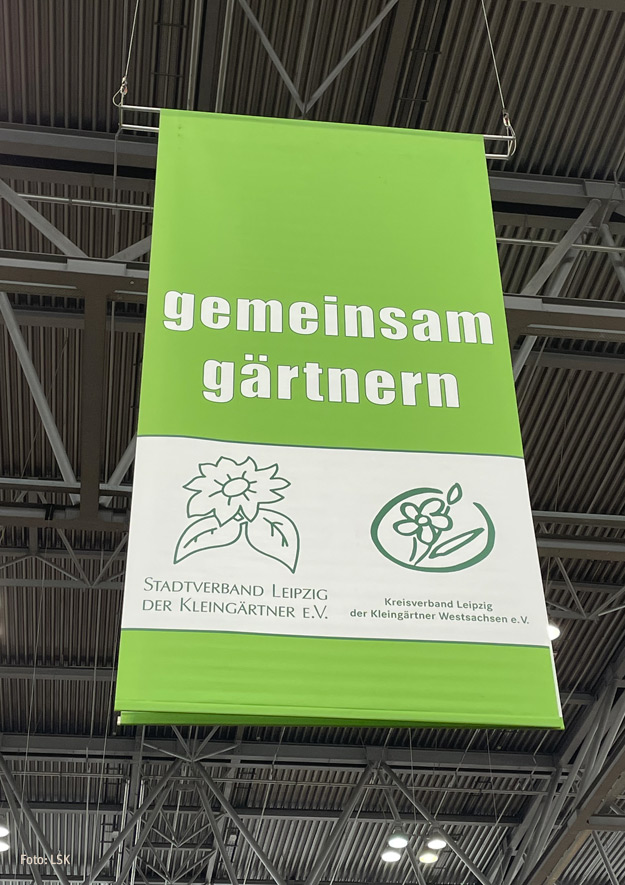 gemeinsam
gärtnern
STADTVERBAND LEIPZIG
DER KLEINGÄRTNER E.V.
Kreisverband Leipzig
der Kleingärtner Westsachsen e.V.
Foto: LSK